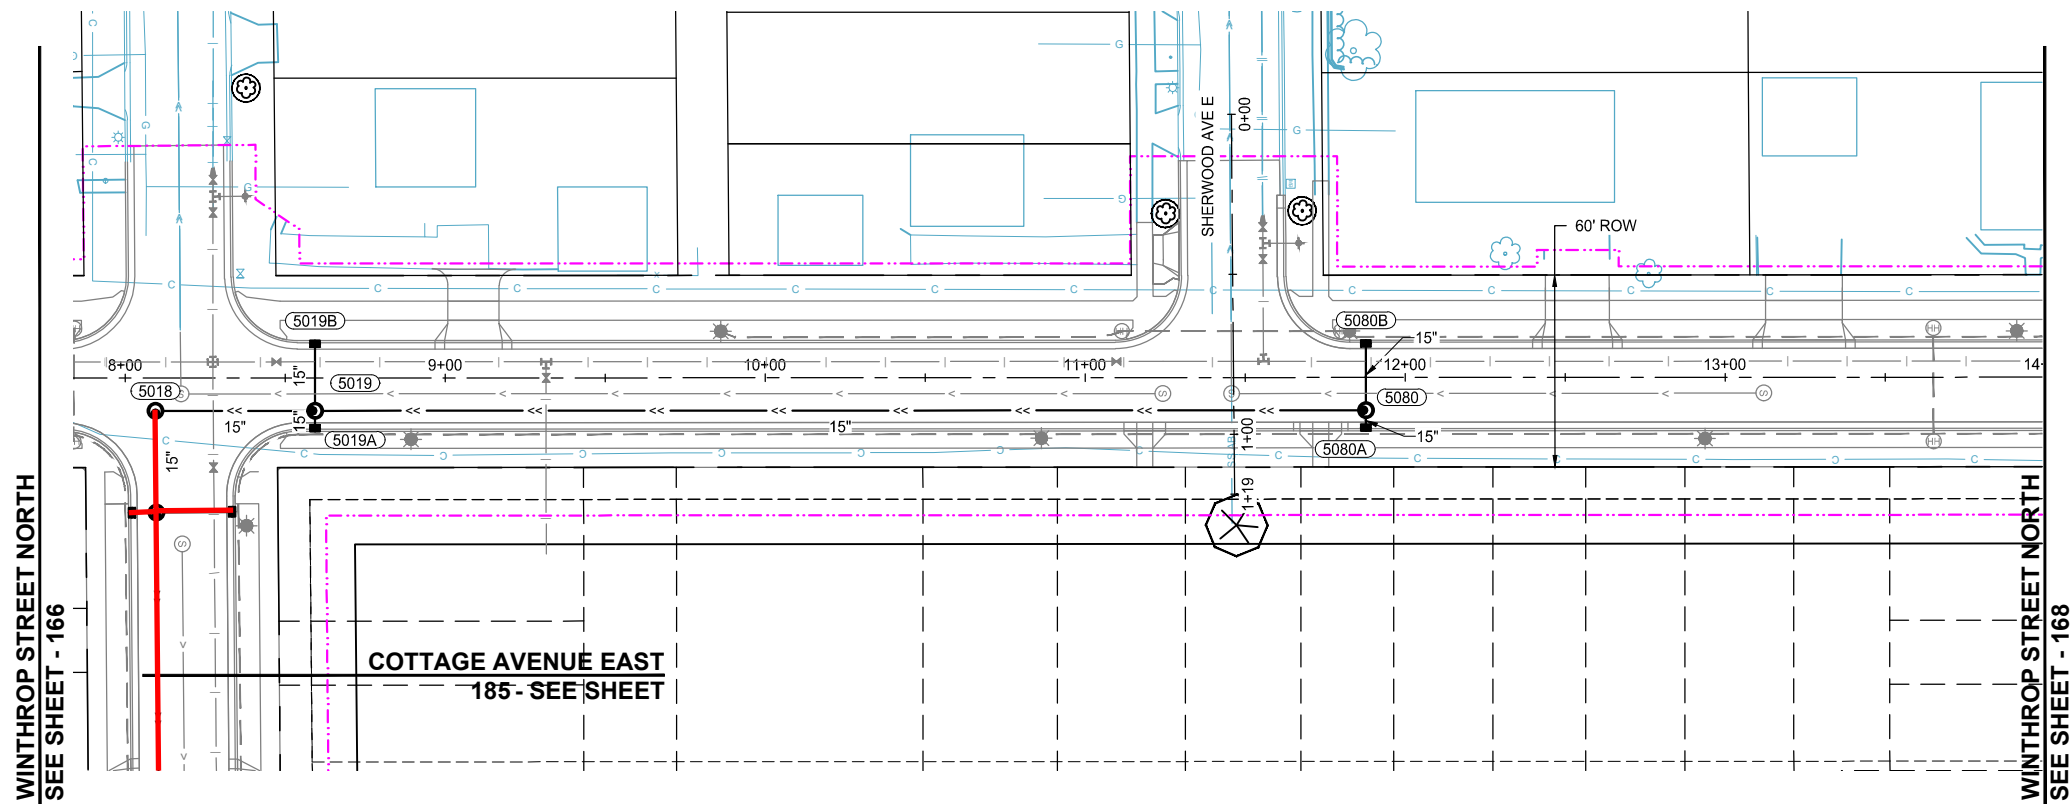 WINTHROP STREET NORTH
SEE SHEET - 166
SHERWOOD AVE E
0+00
60' ROW
5019B
5080B
15"
8+00
9+00
10+00
11+00
12+00
13+00
14+
5018
15"
5019
5080
15"
15"
5019A
15"
1+00
15"
5080A
15"
1+19
COTTAGE AVENUE EAST
185 - SEE SHEET
WINTHROP STREET NORTH
SEE SHEET - 168
C
C
C
C
C
C
C
C
C
C
C
C
C
G
G
G
G
G
G
S
S
S
S
S
HH
HH